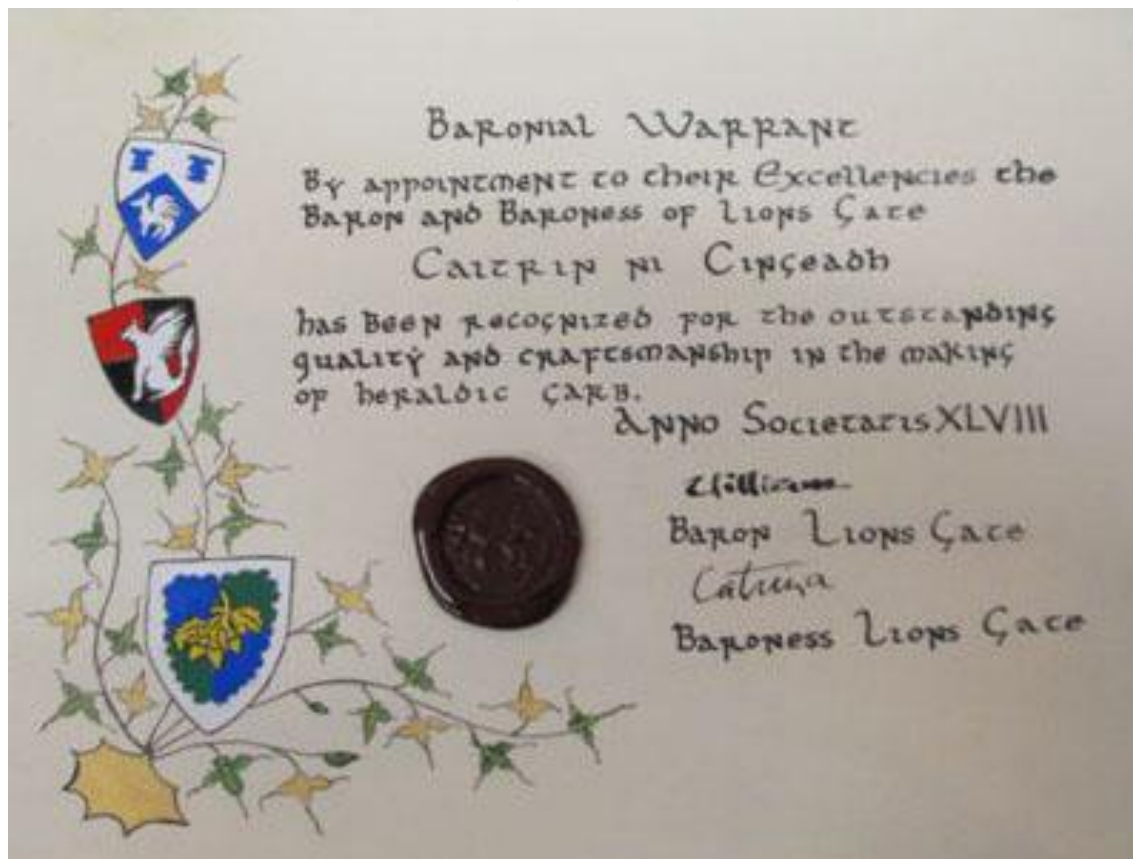 Baronial Warrant
By appointment to their Excellencies the
Baron and Baroness of Lions Gate
Caitrin ni Cingeadh
has been recognized for the outstanding
quality and craftsmanship in the making
of heraldic garb.
Anno Societatis XLVIII
William
Baron Lions Gate
Catrina
Baroness Lions Gate